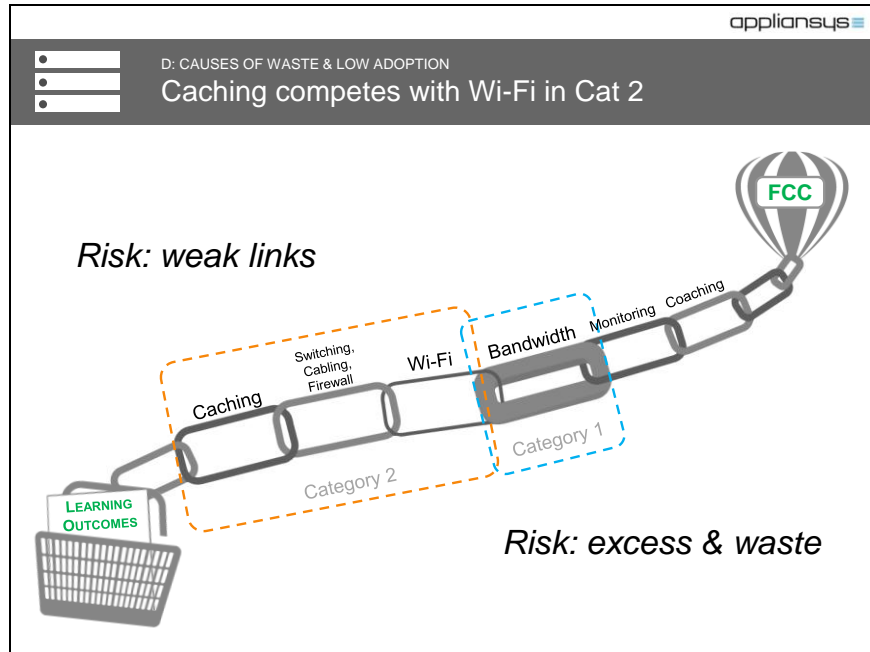 appliansys
D: CAUSES OF WASTE & LOW ADOPTION
Caching competes with Wi-Fi in Cat 2
FCC
Risk: weak links
Coaching
Monitoring
Bandwidth
Wi-Fi
Switching,
Cabling,
Firewall
Caching
Category 1
Category 2
LEARNING
OUTCOMES
Risk: excess & waste